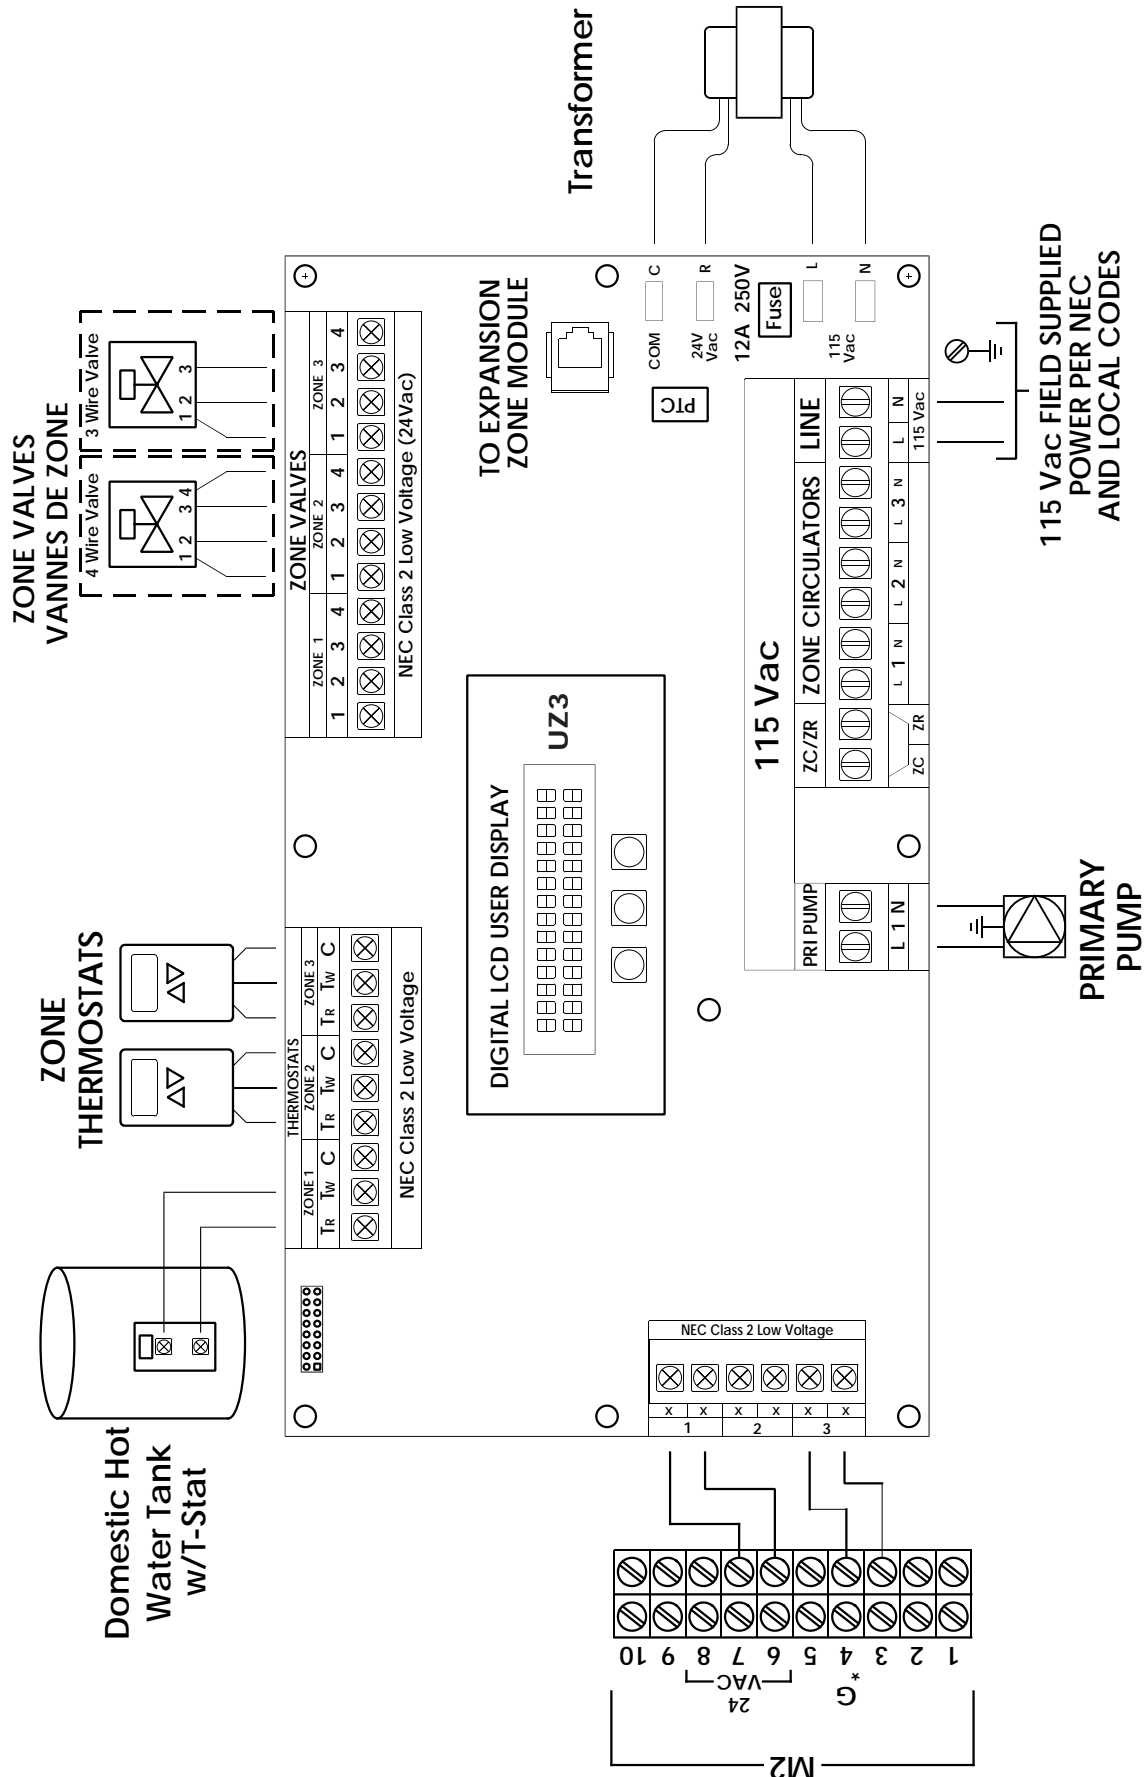 Domestic Hot
Water Tank
w/T-Stat
ZONE
THERMOSTATS
ZONE VALVES
VANNES DE ZONE
4 Wire Valve
3 Wire Valve
1 2 3 4
1 2 3
THERMOSTATS
ZONE 1 ZONE 2 ZONE 3
TR TW C TR TW C TR TW C
NEC Class 2 Low Voltage
ZONE VALVES
ZONE 1 ZONE 2 ZONE 3
1 2 3 4 1 2 3 4 1 2 3 4
NEC Class 2 Low Voltage (24Vac)
DIGITAL LCD USER DISPLAY
UZ3
TO EXPANSION
ZONE MODULE
Transformer
COM C
24V
Vac
R
12A 250V
Fuse
PTC
115
Vac
L
N
NEC Class 2 Low Voltage
x x x x x x
1 2 3
115 Vac
PRI PUMP ZC/ZR ZONE CIRCULATORS LINE
L 1 N ZC ZR L 1 N L 2 N L 3 N L N
115 Vac
PRIMARY
PUMP
115 Vac FIELD SUPPLIED
POWER PER NEC
AND LOCAL CODES
M2
24
VAC
G*
10 9 8 7 6 5 4 3 2 1